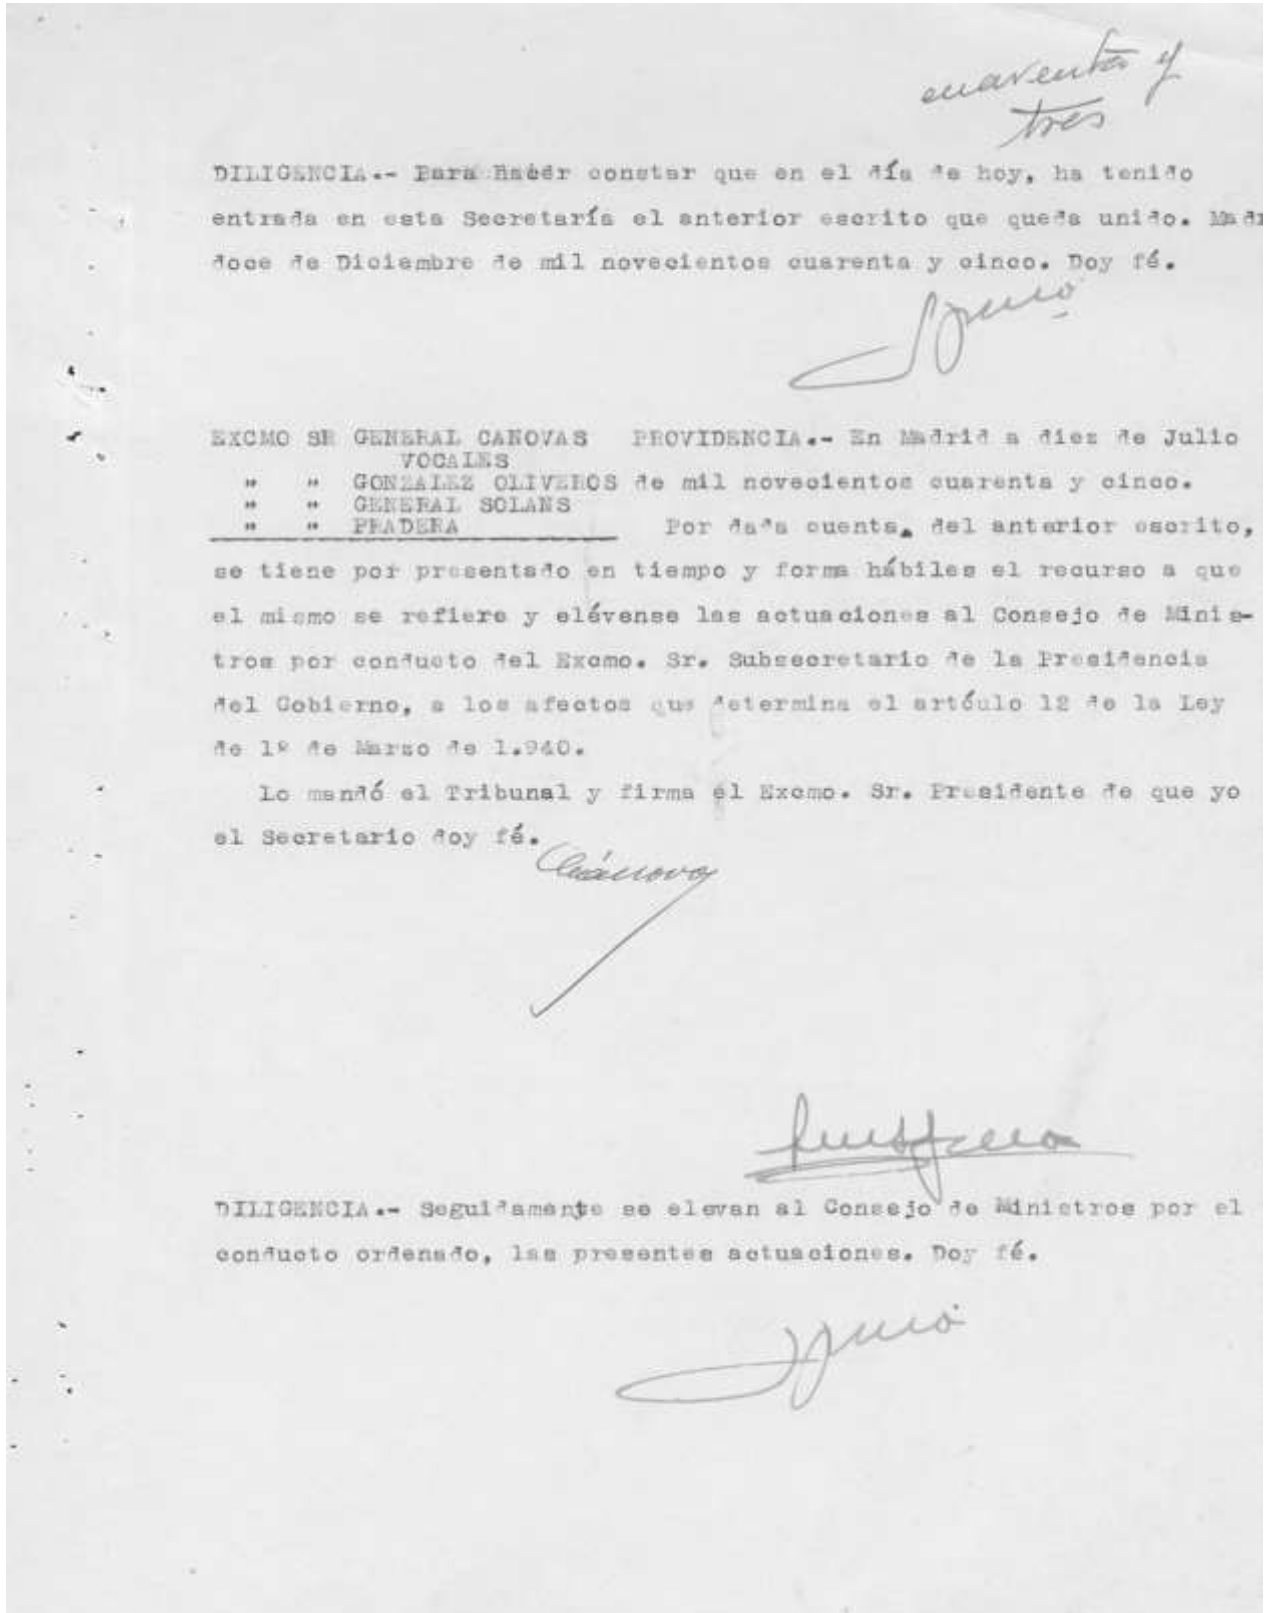 cuarenta y
tres
DILIGENCIA.- Para Hacer constar que en el día de hoy, ha tenido
entrada en esta Secretaría el anterior escrito que queda unido. Madr
doce de Diciembre de mil novecientos cuarenta y cinco. Doy fé.
EXCMO SR GENERAL CANOVAS PROVIDENCIA.- En Madrid a diez de Julio
VOCALES
" " GONZALEZ OLIVEROS de mil novecientos cuarenta y cinco.
" " GENERAL SOLANS
" " PRADERA Por dada cuenta, del anterior escrito,
se tiene por presentado en tiempo y forma hábiles el recurso a que
el mismo se refiere y elévense las actuaciones al Consejo de Minis-
tros por conducto del Excmo. Sr. Subsecretario de la Presidencia
del Gobierno, a los afectos que determina el artóulo 12 de la Ley
de 1º de Marzo de 1.940.
Lo mandó el Tribunal y firma el Excmo. Sr. Presidente de que yo
el Secretario doy fé.
Cánovas
DILIGENCIA.- Seguidamente se elevan al Consejo de Ministros por el
conducto ordenado, las presentes actuaciones. Doy fé.